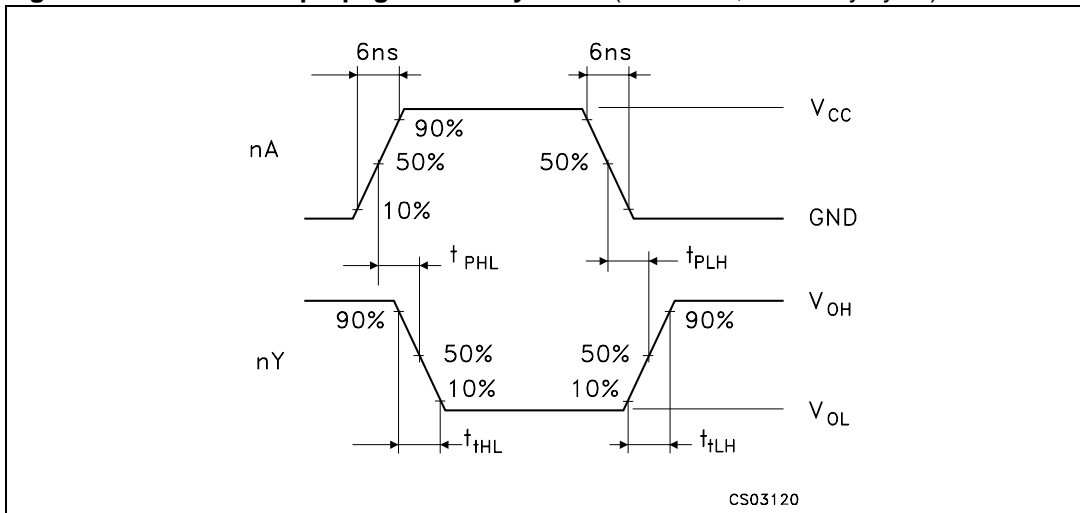 6ns 6ns
V_CC
90%
nA
50% 50%
10%
GND
t_PHL t_PLH
V_OH
90% 90%
50% 50%
nY
10% 10%
V_OL
t_tHL t_tLH
CS03120